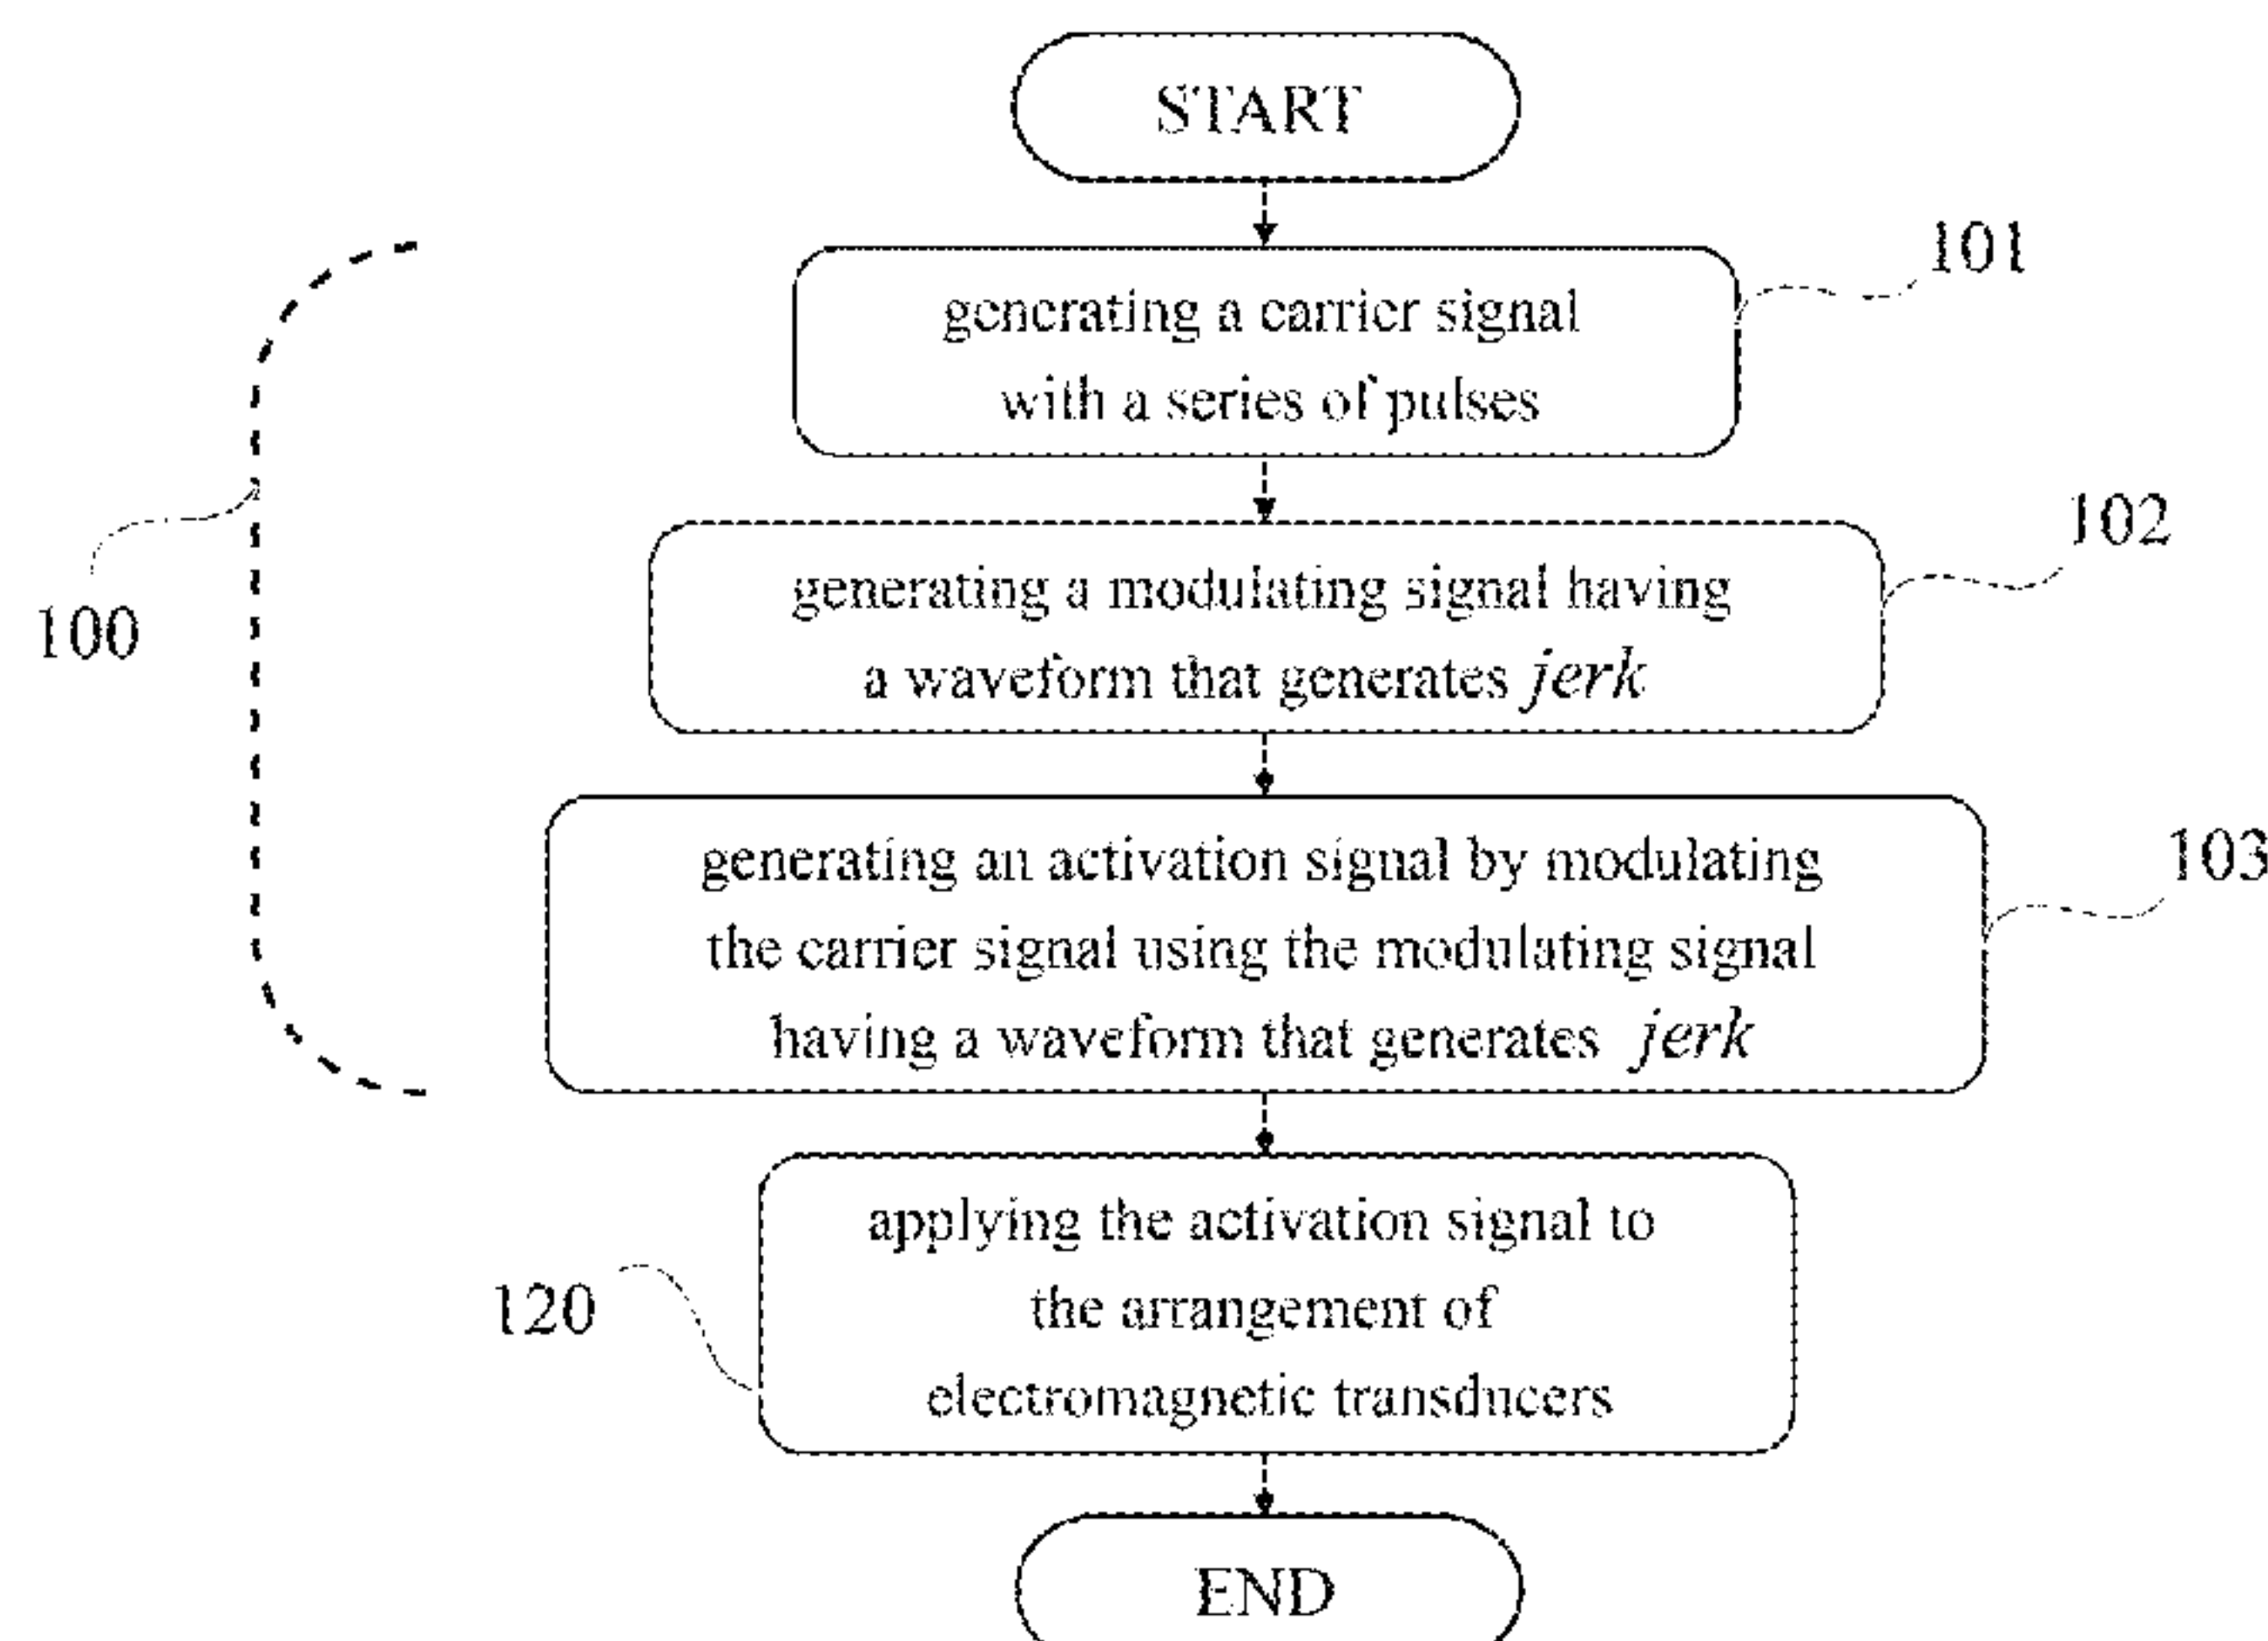 START
101
generating a carrier signal
with a series of pulses
102
generating a modulating signal having
a waveform that generates jerk
100
103
generating an activation signal by modulating
the carrier signal using the modulating signal
having a waveform that generates jerk
applying the activation signal to
120
the arrangement of
electromagnetic transducers
END